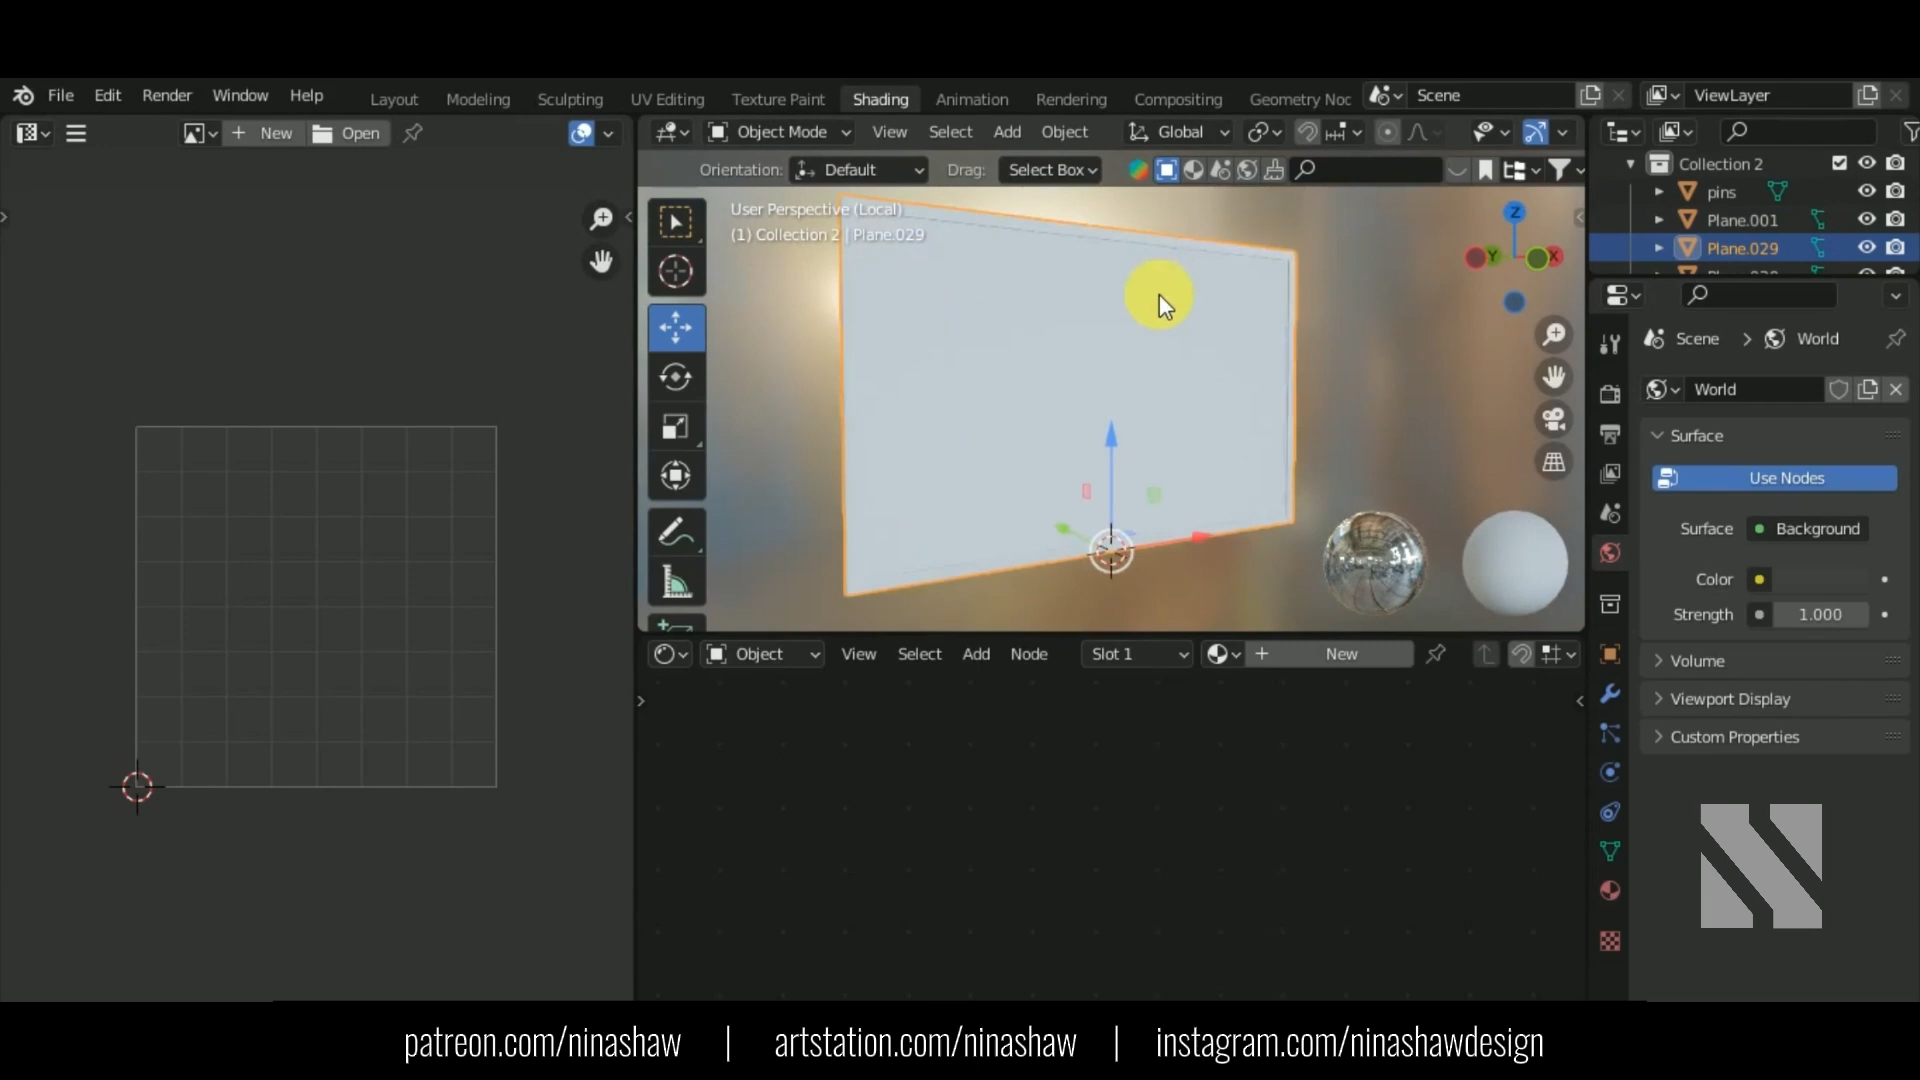 File Edit Render Window Help Layout Modeling Sculpting UV Editing Texture Paint Shading Animation Rendering Compositing Geometry Noc Scene ViewLayer
New Open Object Mode View Select Add Object Global
Orientation: Default Drag: Select Box
Collection 2
pins
Plane.001
Plane.029
User Perspective (Local)
(1) Collection 2 | Plane.029
Z
Y X
Scene > World
World
Surface
Use Nodes
Surface Background
Color
Strength 1.000
Object View Select Add Node Slot 1 New
Volume
Viewport Display
Custom Properties
patreon.com/ninashaw | artstation.com/ninashaw | instagram.com/ninashawdesign